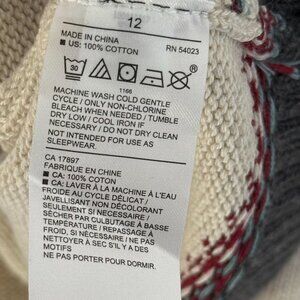 12
MADE IN CHINA
■ US: 100% COTTON RN 54023
30
1166
MACHINE WASH COLD GENTLE
CYCLE / ONLY NON-CHLORINE
BLEACH WHEN NEEDED / TUMBLE
DRY LOW / COOL IRON IF
NECESSARY / DO NOT DRY CLEAN
NOT INTENDED FOR USE AS
SLEEPWEAR.
CA 17897
FABRIQUE EN CHINE
■ CA: 100% COTON
■ CA: LAVER À LA MACHINE À L'EAU
FROIDE AU CYCLE DÉLICAT /
JAVELLISANT NON DÉCOLORANT
SEULEMENT SI NÉCESSAIRE /
SÉCHER PAR CULBUTAGE À BASSE
TEMPÉRATURE / REPASSAGE À
FROID, SI NÉCESSAIRE / NE PAS
NETTOYER À SEC S'IL Y A DES
MOTIFS
NE PAS PORTER POUR DORMIR.